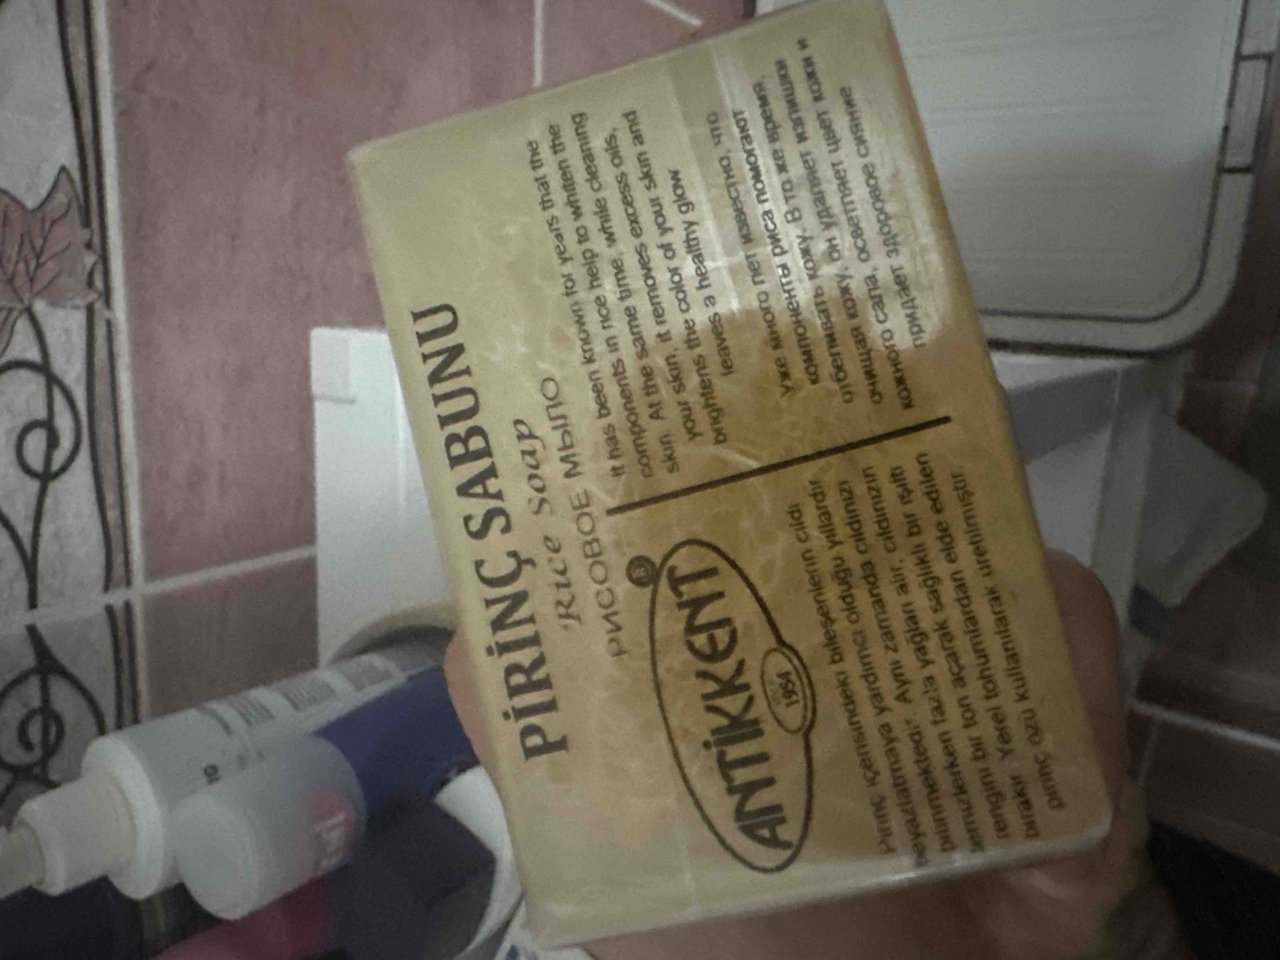 PİRİNÇ SABUNU
Rice soap
РИСОВОЕ МЫЛО
ANTİKKENT
1954
Pirinç içerisindeki bileşenlerin cildi
beyazlatmaya yardımcı olduğu yıllardır
bilinmektedir. Aynı zamanda cildinizi
temizlerken fazla yağları alır, cildinizin
rengini bir ton açarak sağlıklı bir ışıltı
bırakır. Yerel tohumlardan elde edilen
pirinç özü kullanılarak üretilmiştir.
It has been known for years that the
components in rice help to whiten the
skin. At the same time, while cleaning
your skin, it removes excess oils,
brightens the color of your skin and
leavess a healthy glow
Уже много лет известно, что
компоненты риса помогают
отбеливать кожу. В то же время,
очищая кожу, он удаляет излишки
кожного сала, осветляет цвет кожи и
придает здоровое сияние